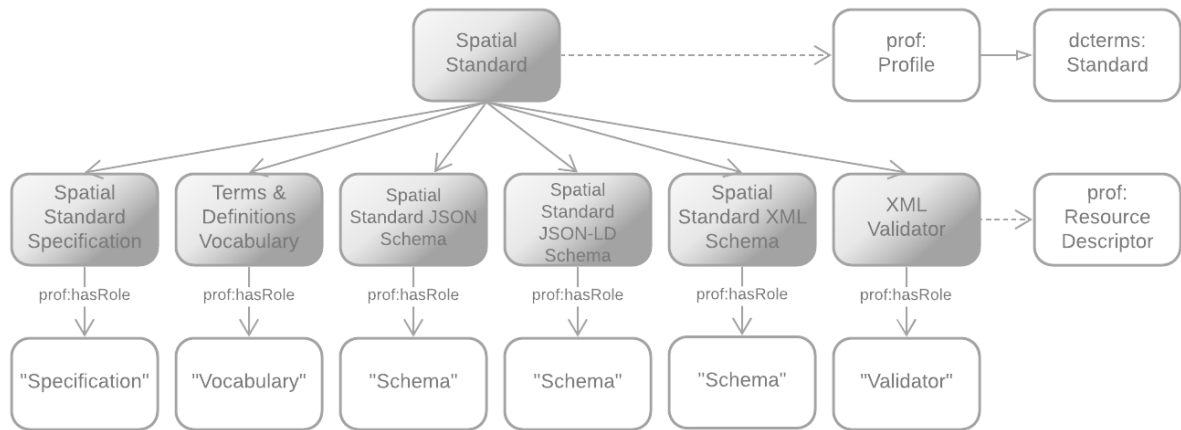 Spatial
Standard
prof:
Profile
dcterms:
Standard
Spatial
Standard
Specification
Terms &
Definitions
Vocabulary
Spatial
Standard JSON
Schema
Spatial
Standard
JSON-LD
Schema
Spatial
Standard XML
Schema
XML
Validator
prof:
Resource
Descriptor
prof:hasRole
prof:hasRole
prof:hasRole
prof:hasRole
prof:hasRole
prof:hasRole
"Specification"
"Vocabulary"
"Schema"
"Schema"
"Schema"
"Validator"